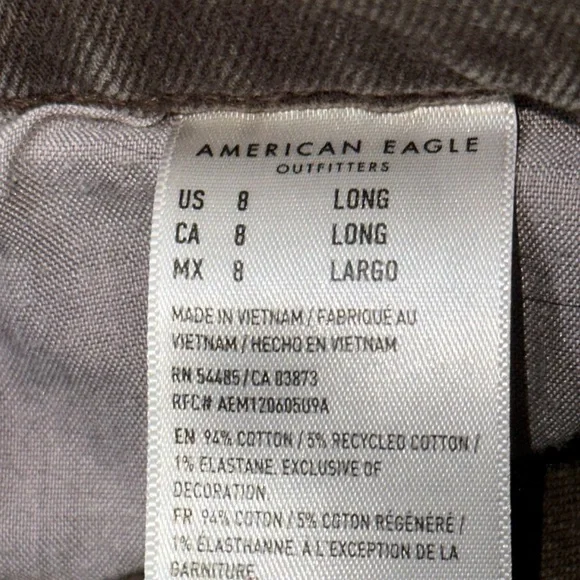 AMERICAN EAGLE
OUTFITTERS
US 8 LONG
CA 8 LONG
MX 8 LARGO
MADE IN VIETNAM / FABRIQUÉ AU
VIETNAM / HECHO EN VIETNAM
RN 54485 / CA 03873
RFC# AEM120605U9A
EN 94% COTTON / 5% RECYCLED COTTON /
1% ELASTANE. EXCLUSIVE OF
DECORATION.
FR 94% COTON / 5% COTON RÉGÉNÉRÉ /
1% ÉLASTHANNE. À L'EXCEPTION DE LA
GARNITURE